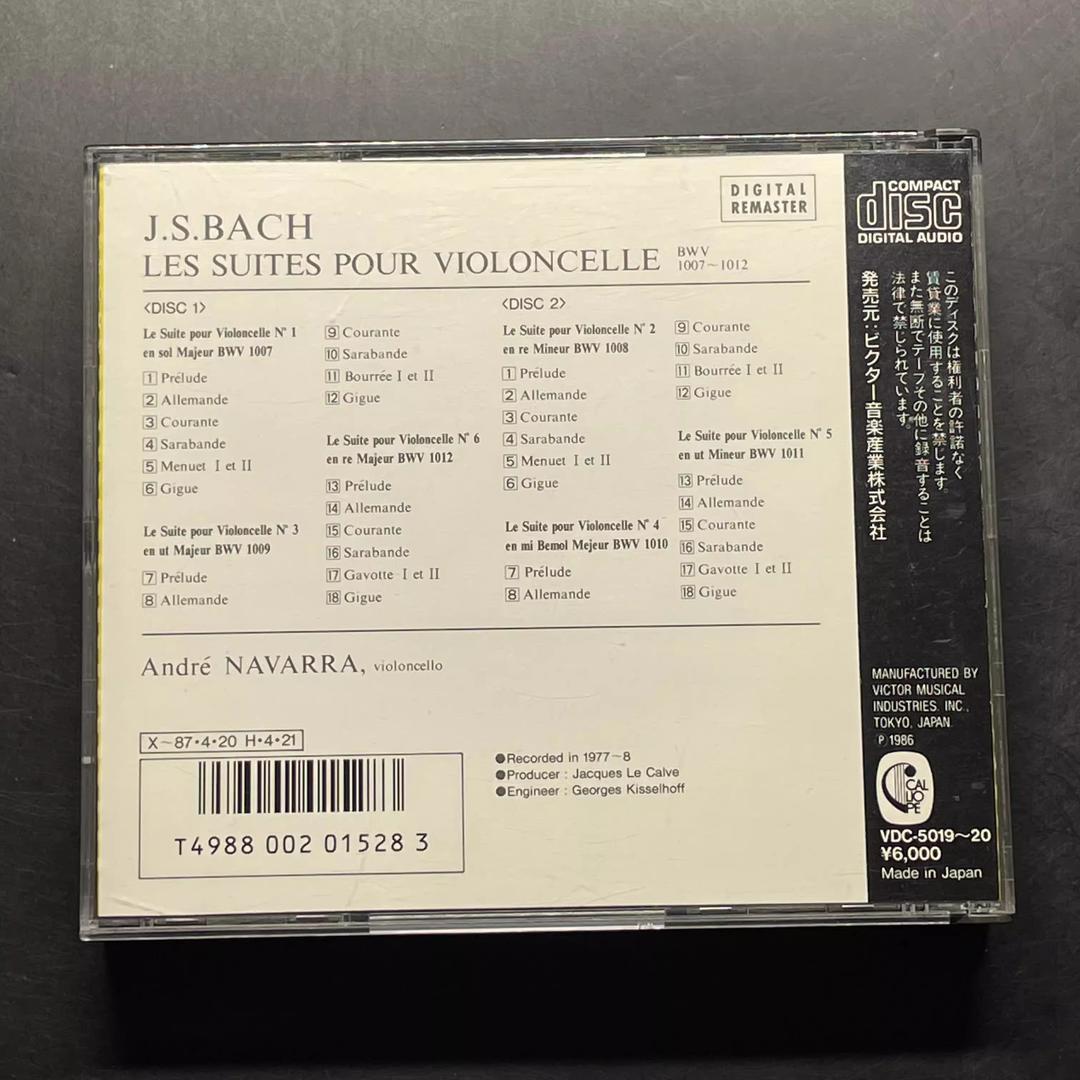 DIGITAL
REMASTER
J.S.BACH
LES SUITES POUR VIOLONCELLE BWV
1007~1012
〈DISC 1〉
Le Suite pour Violoncelle N° 1
en sol Majeur BWV 1007
1 Prélude
2 Allemande
3 Courante
4 Sarabande
5 Menuet I et II
6 Gigue
Le Suite pour Violoncelle N° 3
en ut Majeur BWV 1009
7 Prélude
8 Allemande
9 Courante
10 Sarabande
11 Bourrée I et II
12 Gigue
Le Suite pour Violoncelle N° 6
en re Majeur BWV 1012
13 Prélude
14 Allemande
15 Courante
16 Sarabande
17 Gavotte I et II
18 Gigue
〈DISC 2〉
Le Suite pour Violoncelle N° 2
en re Mineur BWV 1008
1 Prélude
2 Allemande
3 Courante
4 Sarabande
5 Menuet I et II
6 Gigue
Le Suite pour Violoncelle N° 4
en mi Bemol Mejeur BWV 1010
7 Prélude
8 Allemande
9 Courante
10 Sarabande
11 Bourrée I et II
12 Gigue
Le Suite pour Violoncelle N° 5
en ut Mineur BWV 1011
13 Prélude
14 Allemande
15 Courante
16 Sarabande
17 Gavotte I et II
18 Gigue
André NAVARRA, violoncello
X-87・4・20 H・4・21
T4988 002 01528 3
●Recorded in 1977~8
●Producer : Jacques Le Calve
●Engineer : Georges Kisselhoff
COMPACT
disc
DIGITAL AUDIO
このディスクは権利者の許諾なく
賃貸業に使用することを禁じます。
また無断でテープその他に録音することは
法律で禁じられています。
発売元:ビクター音楽産業株式会社
MANUFACTURED BY
VICTOR MUSICAL
INDUSTRIES. INC.,
TOKYO, JAPAN.
℗ 1986
CAL
LIO
PE
VDC-5019~20
¥6,000
Made in Japan